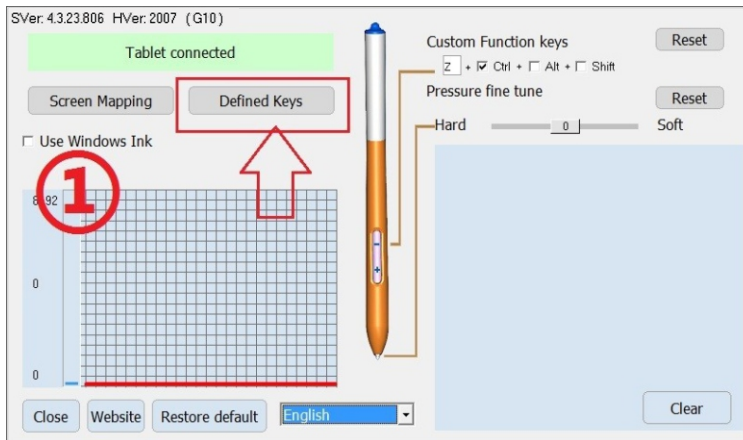 SVer: 4.3.23.806 HVer: 2007 (G10)
Tablet connected
Screen Mapping
Defined Keys
Use Windows Ink
1
8192
0
0
Close
Website
Restore default
English
Custom Function keys
Reset
Z + Ctrl + Alt + Shift
Pressure fine tune
Reset
Hard
0
Soft
- 
+
Clear